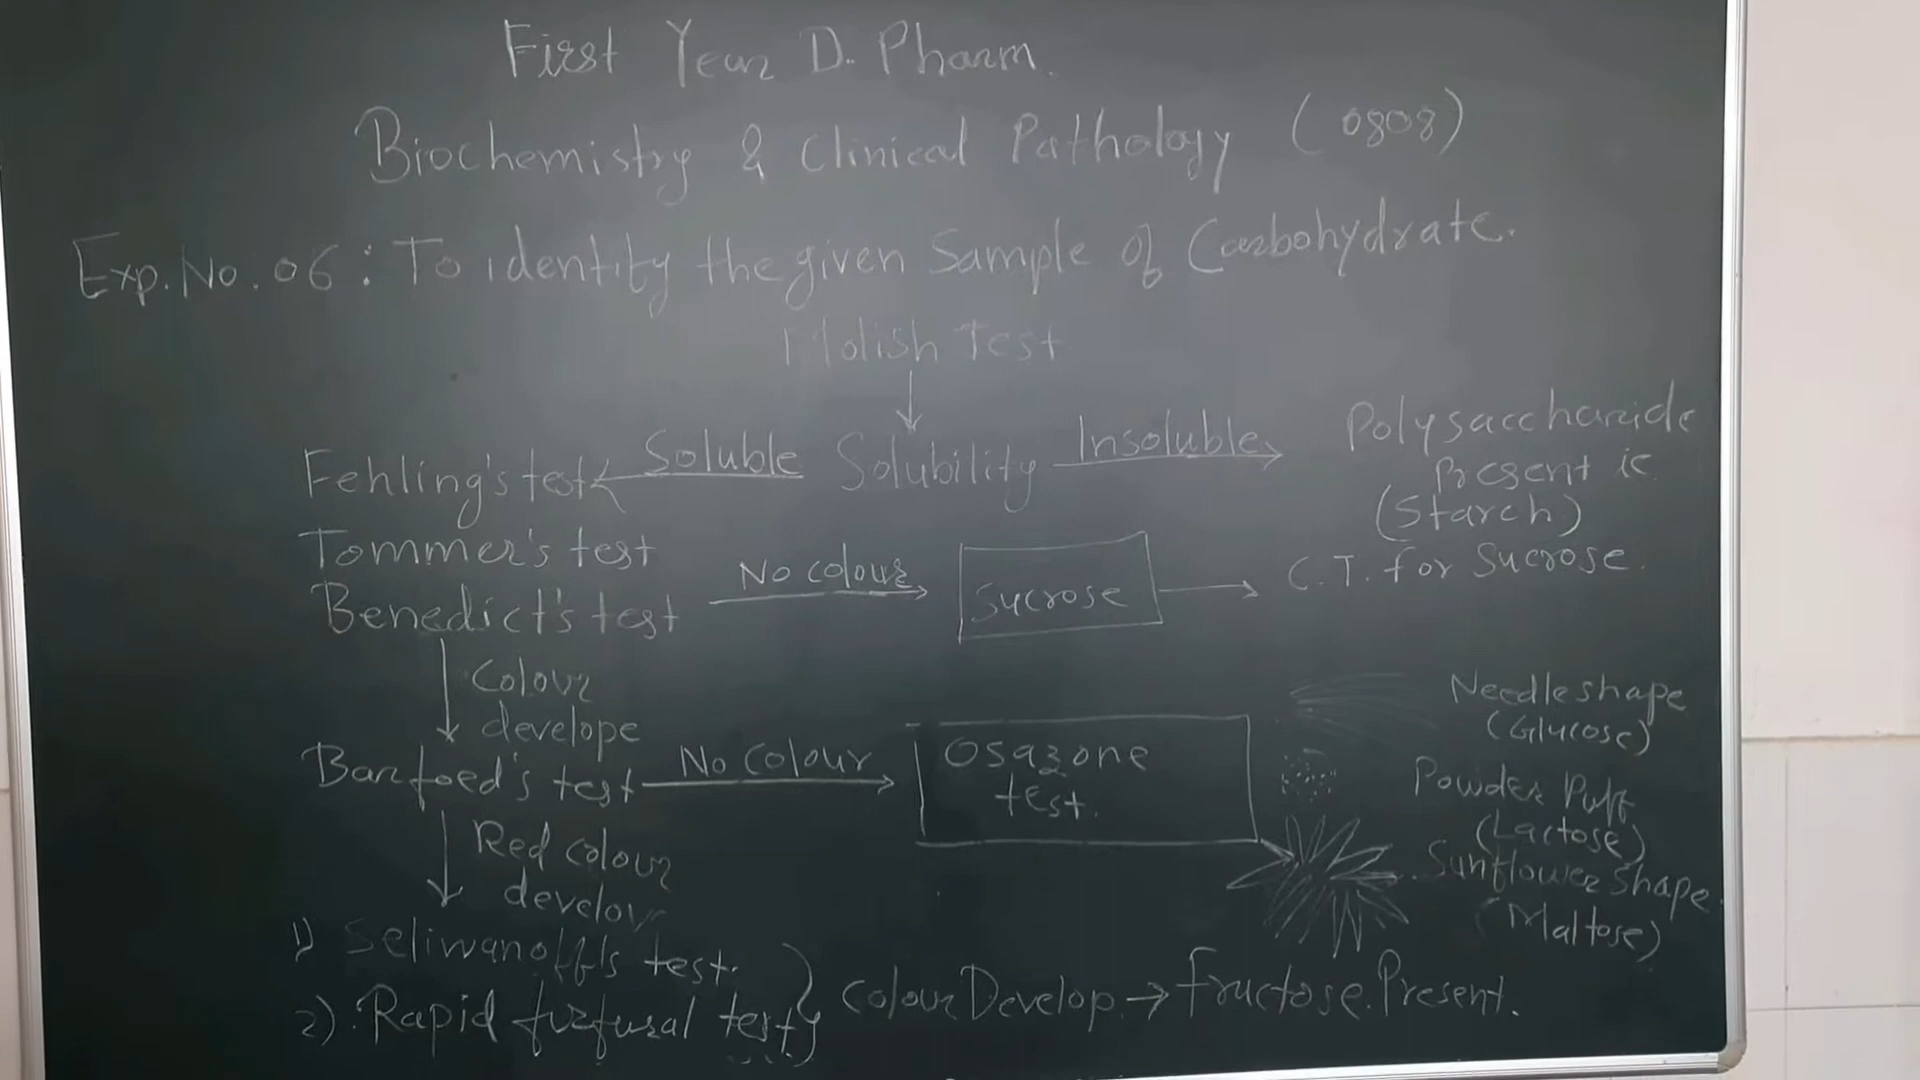 First Year D. Pharm.
Biochemistry & Clinical Pathology (0808)
Exp. No. 06 : To identity the given Sample of Carbohydrate.
Molish Test
Fehling's test Soluble Solubility Insoluble Polysaccharide
Present ie
(Starch)
Tommer's test
Benedict's test No colour Sucrose C.T. for Sucrose.
Colour
develope
Barfoed's test No Colour Osazone
test.
Needle shape
(Glucose)
Powder Puff
(Lactose)
Sunflower Shape
(Maltose)
Red colour
develop
1) Seliwanoff's test.
2) Rapid furfural test
Colour Develop. → fructose. Present.